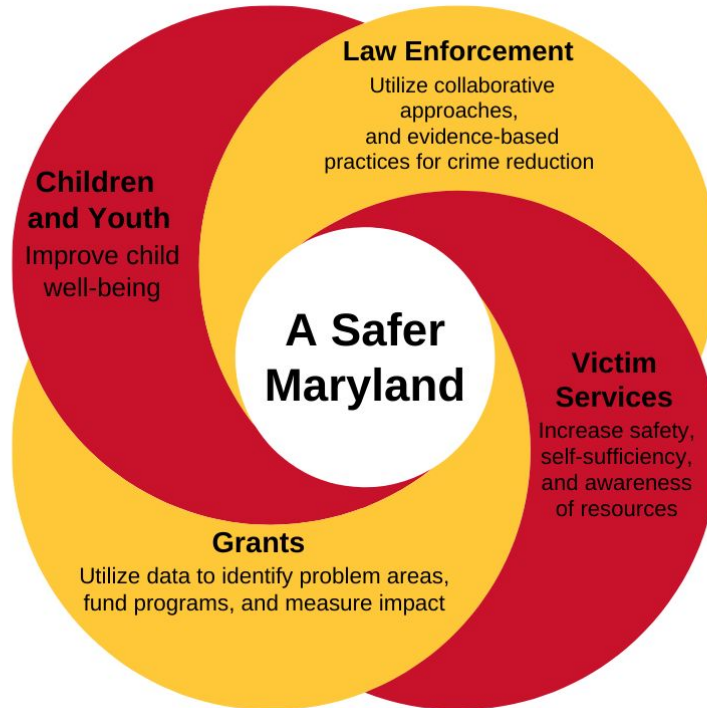 Law Enforcement
Utilize collaborative
approaches,
and evidence-based
practices for crime reduction
Children
and Youth
Improve child
well-being
A Safer
Maryland
Victim
Services
Increase safety,
self-sufficiency,
and awareness
of resources
Grants
Utilize data to identify problem areas,
fund programs, and measure impact